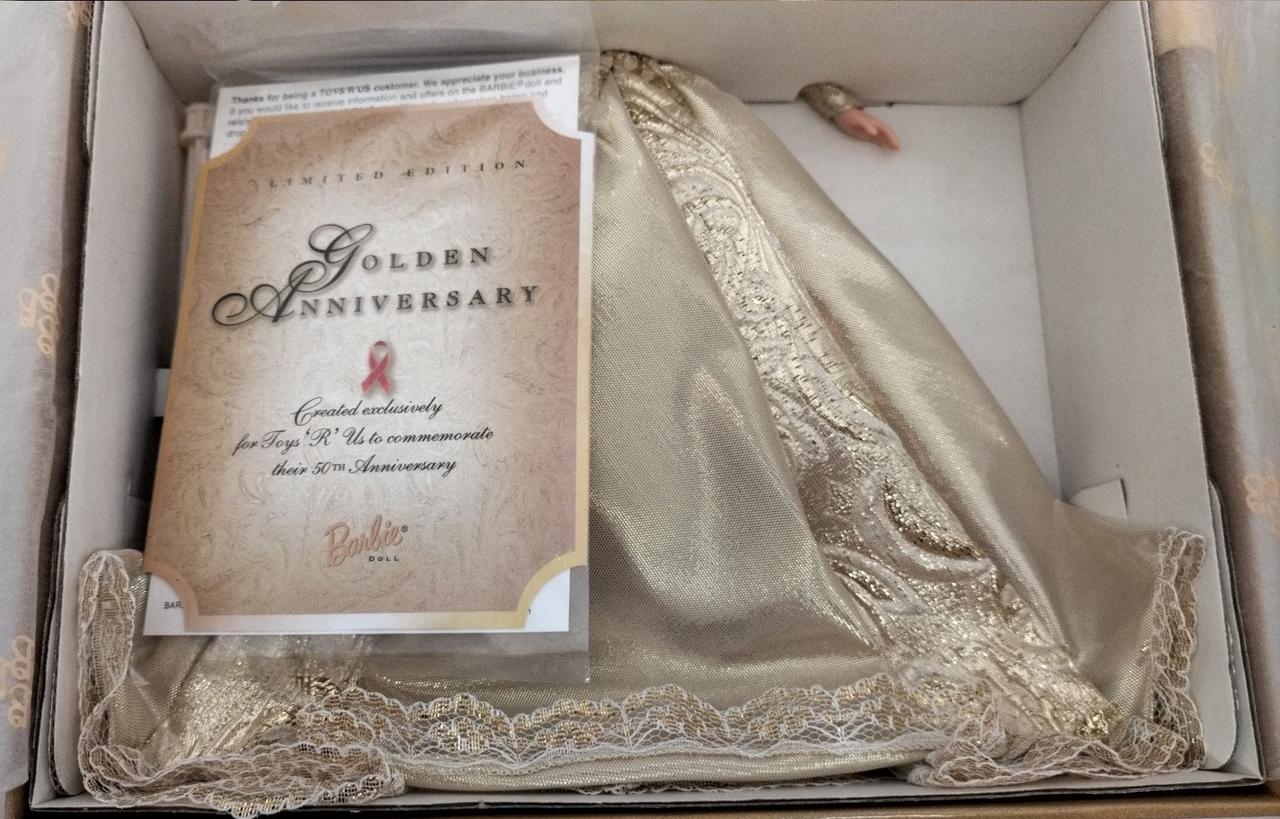 Thanks for being a TOYS'R'US customer. We appreciate your business.
If you would like to receive information and offers on the BARBIE® doll and
LIMITED EDITION
GOLDEN
ANNIVERSARY
Created exclusively
for Toys 'R' Us to commemorate
their 50TH Anniversary
Barbie®
DOLL
BAR